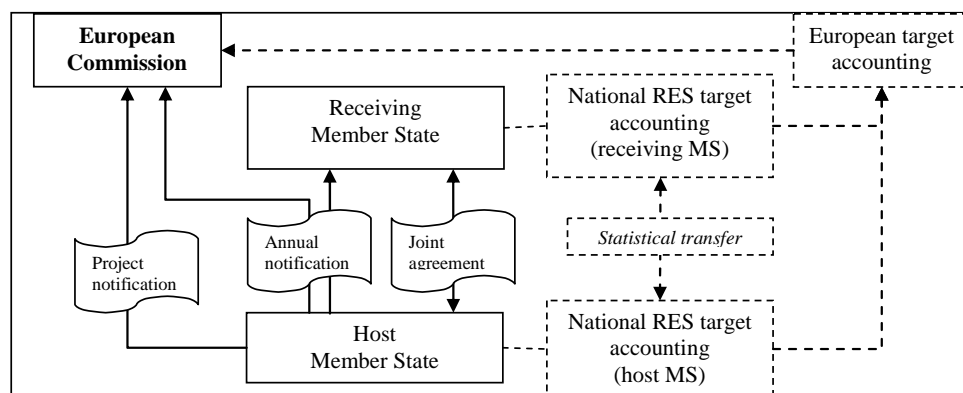 European
Commission
European target
accounting
Receiving
Member State
National RES target
accounting
(receiving MS)
Project
notification
Annual
notification
Joint
agreement
Statistical transfer
Host
Member State
National RES target
accounting
(host MS)